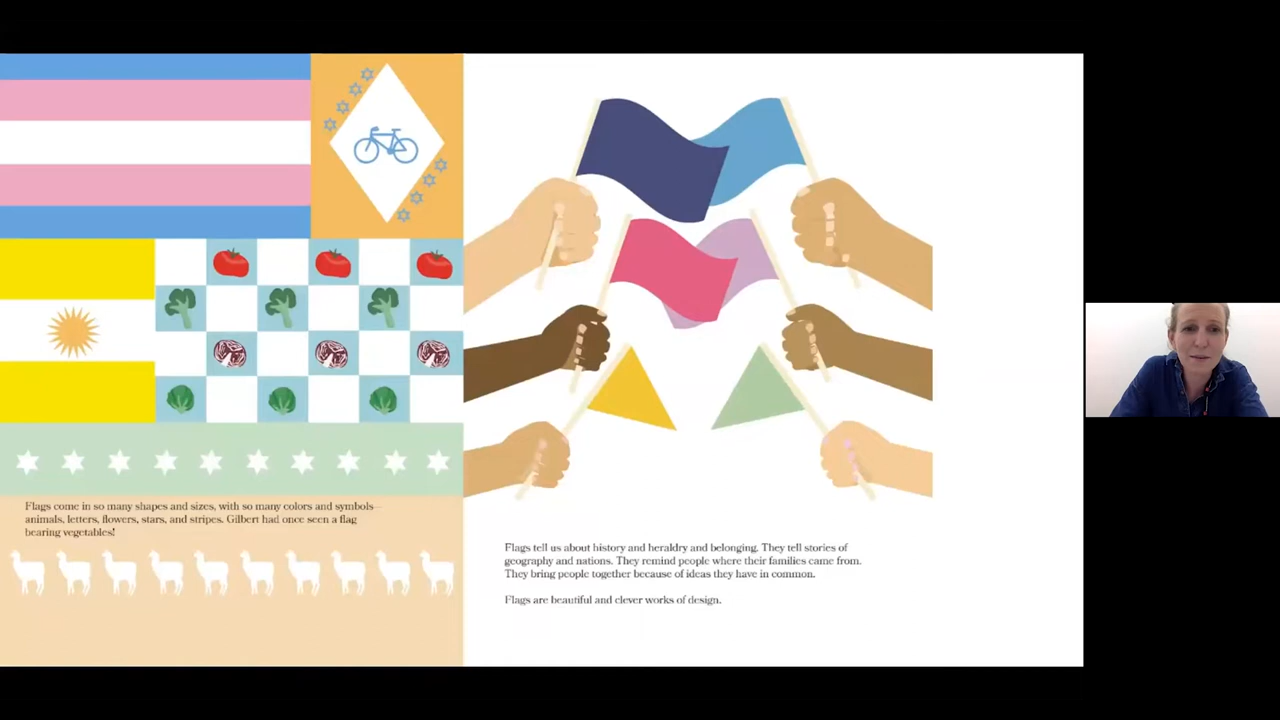 Flags come in so many shapes and sizes, with so many colors and symbols–
animals, letters, flowers, stars, and stripes. Gilbert had once seen a flag
bearing vegetables!
Flags tell us about history and heraldry and belonging. They tell stories of
geography and nations. They remind people where their families came from.
They bring people together because of ideas they have in common.
Flags are beautiful and clever works of design.